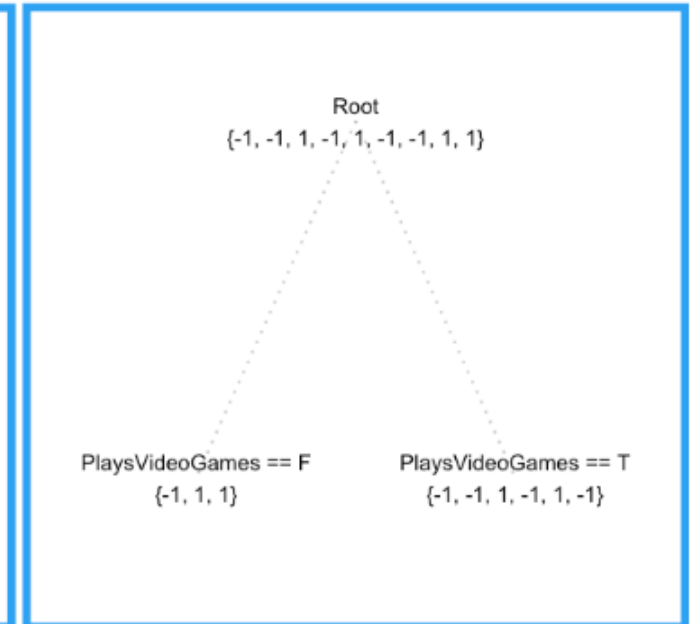 Root
{-1, -1, 1, -1, 1, -1, -1, 1, 1}
PlaysVideoGames == F
{-1, 1, 1}
PlaysVideoGames == T
{-1, -1, 1, -1, 1, -1}